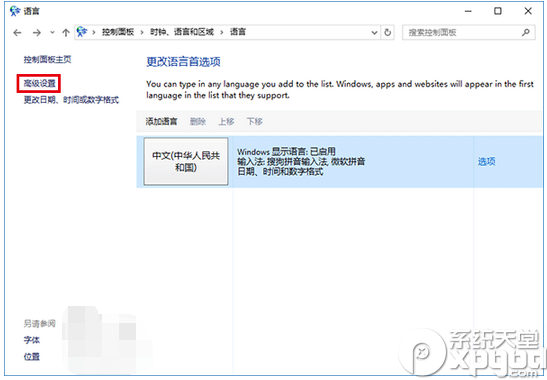 语言
控制面板 > 时钟、语言和区域 > 语言
搜索控制面板
控制面板主页
高级设置
更改日期、时间或数字格式
更改语言首选项
You can type in any language you add to the list. Windows, apps and websites will appear in the first
language in the list that they support.
添加语言 删除 上移 下移
中文(中华人民共
和国)
Windows 显示语言: 已启用
输入法: 搜狗拼音输入法, 微软拼音
日期、时间和数字格式
选项
另请参阅
字体
位置
系统天堂